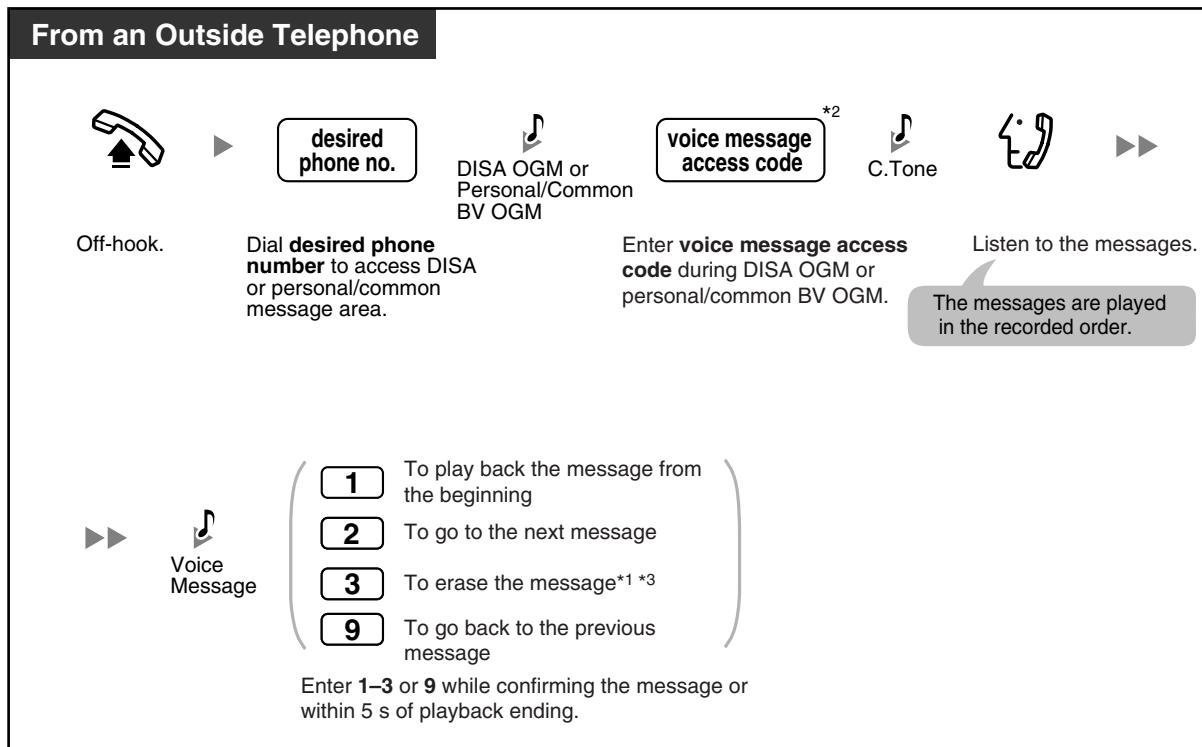 From an Outside Telephone
desired
phone no.
DISA OGM or
Personal/Common
BV OGM
voice message
access code
*2
C.Tone
Off-hook.
Dial desired phone
number to access DISA
or personal/common
message area.
Enter voice message access
code during DISA OGM or
personal/common BV OGM.
Listen to the messages.
The messages are played
in the recorded order.
Voice
Message
1 To play back the message from
the beginning
2 To go to the next message
3 To erase the message*1 *3
9 To go back to the previous
message
Enter 1–3 or 9 while confirming the message or
within 5 s of playback ending.